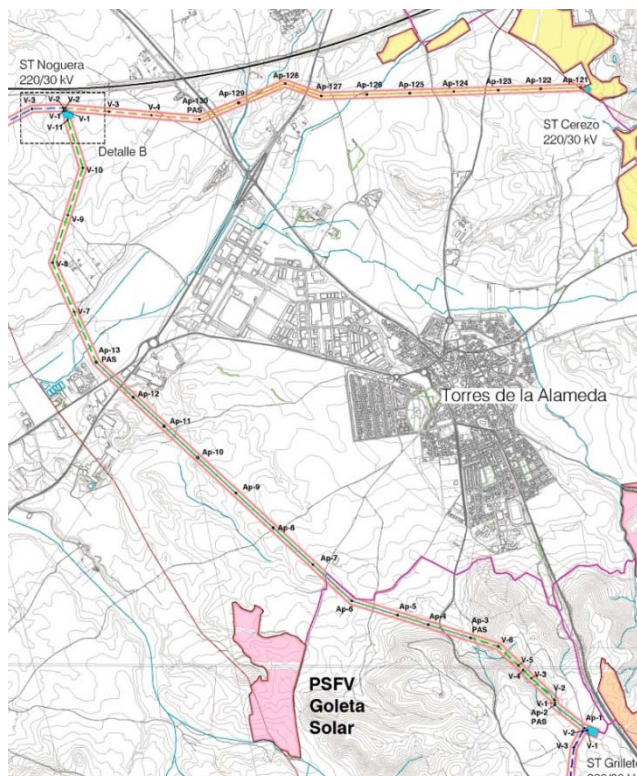 ST Noguera
220/30 kV
V-3
V-2
V-2
V-1
V-1
V-11
V-3
V-4
Ap-130
PAS
Ap-129
Ap-128
Ap-127
Ap-126
Ap-125
Ap-124
Ap-123
Ap-122
Ap-121
ST Cerezo
220/30 kV
Detalle B
V-10
V-9
V-8
V-7
Ap-13
PAS
Ap-12
Ap-11
Ap-10
Ap-9
Ap-8
Ap-7
Ap-6
Torres de la Alameda
Ap-5
Ap-4
Ap-3
PAS
V-6
V-5
V-4
V-3
V-2
V-1
Ap-2
PAS
Ap-1
V-2
V-3
V-1
PSFV
Goleta
Solar
ST Grillete